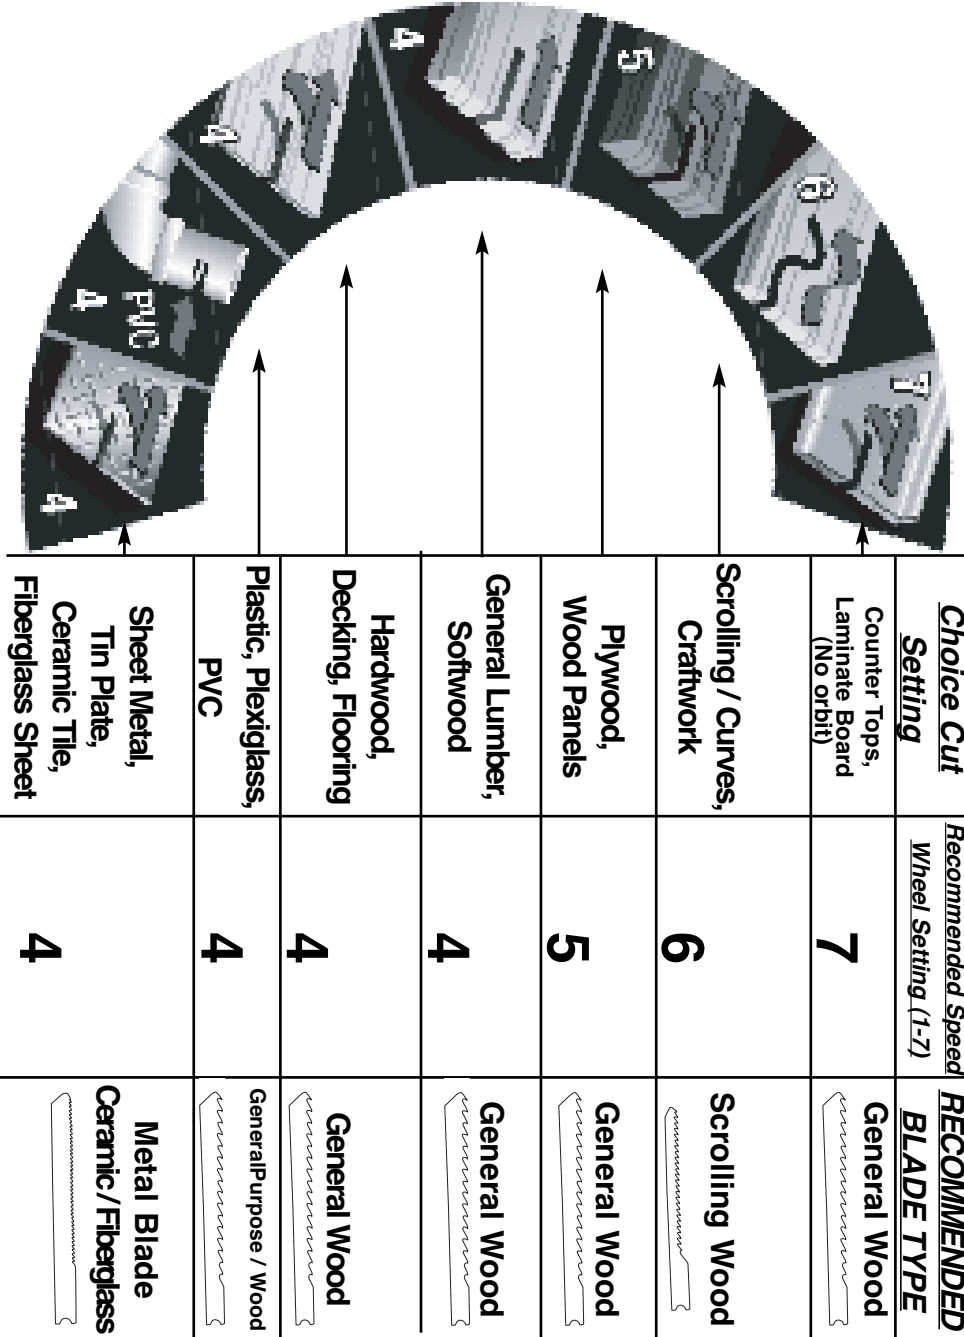 Choice Cut
Setting
Recommended Speed
Wheel Setting (1-7)
RECOMMENDED
BLADE TYPE
Counter Tops,
Laminate Board
(No orbit)
7
General Wood
Scrolling / Curves,
Craftwork
6
Scrolling Wood
Plywood,
Wood Panels
5
General Wood
General Lumber,
Softwood
4
General Wood
Hardwood,
Decking, Flooring
4
General Wood
Plastic, Plexiglass,
PVC
4
GeneralPurpose / Wood
Sheet Metal,
Tin Plate,
Ceramic Tile,
Fiberglass Sheet
4
Metal Blade
Ceramic / Fiberglass
7
6
5
4
4
PVC
4
4